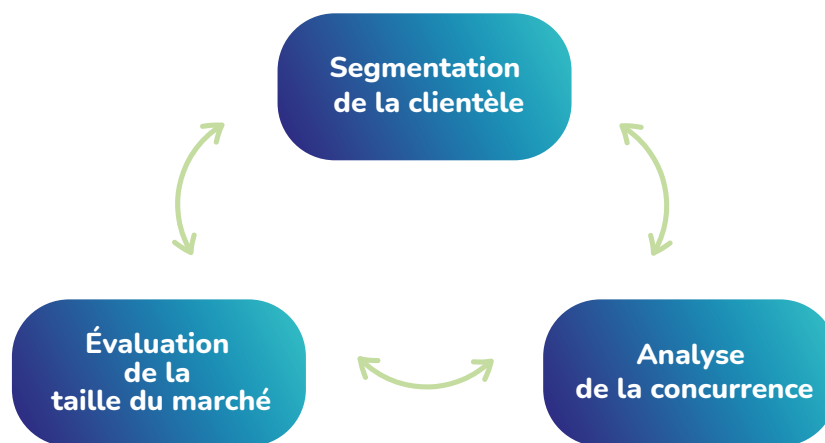 Segmentation
de la clientèle
Évaluation
de la
taille du marché
Analyse
de la concurrence